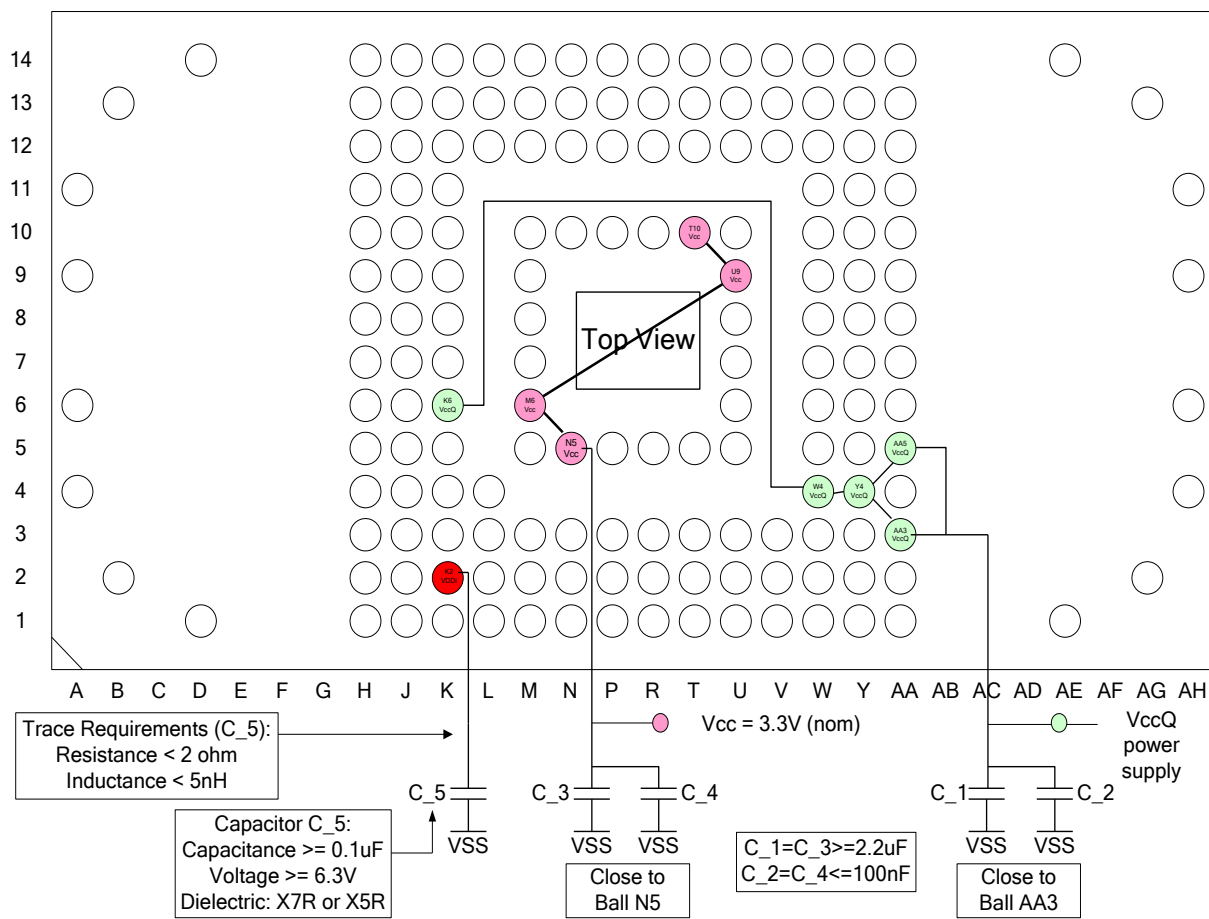 14
13
12
11
10
T10
Vcc
9
U9
Vcc
8
Top View
7
6
K6
VccQ
M6
Vcc
5
N5
Vcc
AA5
VccQ
4
W4
VccQ
Y4
VccQ
3
AA3
VccQ
2
K2
VDDi
1
A B C D E F G H J K L M N P R T U V W Y AA AB AC AD AE AF AG AH
Trace Requirements (C_5):
Resistance < 2 ohm
Inductance < 5nH
Vcc = 3.3V (nom)
VccQ
power
supply
C_5
C_3
C_4
C_1
C_2
Capacitor C_5:
Capacitance >= 0.1uF
Voltage >= 6.3V
Dielectric: X7R or X5R
VSS
VSS
VSS
C_1=C_3>=2.2uF
C_2=C_4<=100nF
VSS
VSS
Close to
Ball N5
Close to
Ball AA3